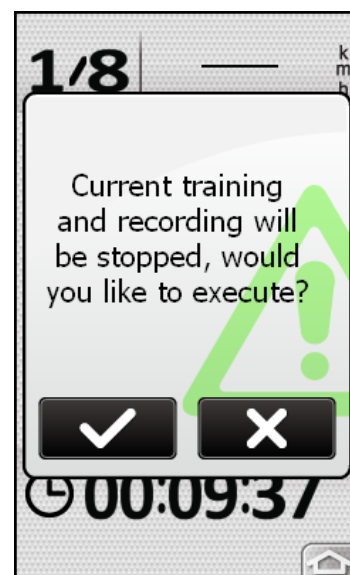 1/8
k
m
h
Current training
and recording will
be stopped, would
you like to execute?
00:09:37